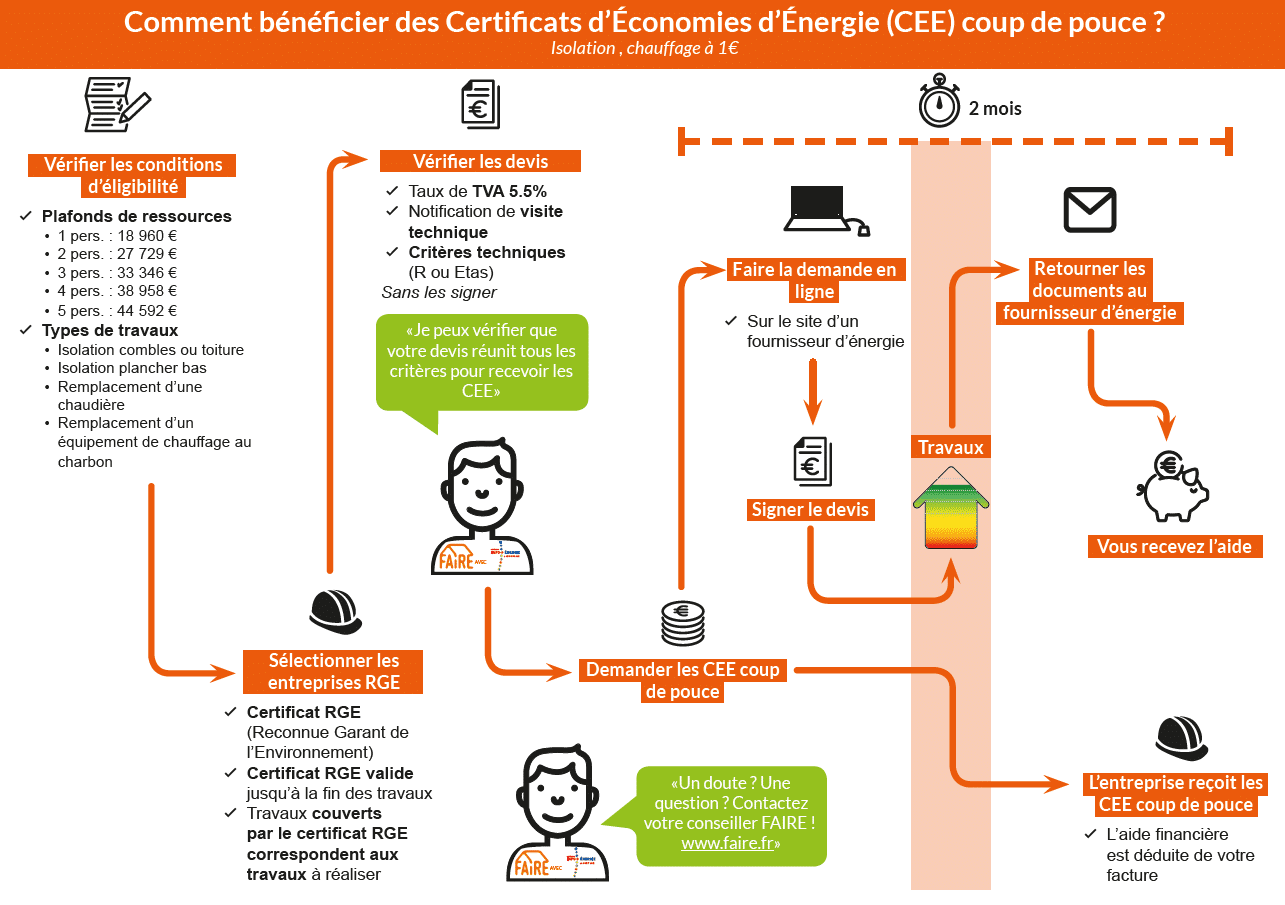 Comment bénéficier des Certificats d'Économies d'Énergie (CEE) coup de pouce ?
Isolation , chauffage à 1€
Vérifier les conditions
d'éligibilité
Plafonds de ressources
• 1 pers. : 18 960 €
• 2 pers. : 27 729 €
• 3 pers. : 33 346 €
• 4 pers. : 38 958 €
• 5 pers. : 44 592 €
Types de travaux
• Isolation combles ou toiture
• Isolation plancher bas
• Remplacement d'une
chaudière
• Remplacement d'un
équipement de chauffage au
charbon
Sélectionner les
entreprises RGE
Certificat RGE
(Reconnue Garant de
l'Environnement)
Certificat RGE valide
jusqu'à la fin des travaux
Travaux couverts
par le certificat RGE
correspondent aux
travaux à réaliser
Vérifier les devis
Taux de TVA 5.5%
Notification de visite
technique
Critères techniques
(R ou Etas)
Sans les signer
«Je peux vérifier que
votre devis réunit tous les
critères pour recevoir les
CEE»
FAIRE AVEC
Demander les CEE coup
de pouce
«Un doute ? Une
question ? Contactez
votre conseiller FAIRE !
www.faire.fr»
FAIRE AVEC
2 mois
Faire la demande en
ligne
Sur le site d'un
fournisseur d'énergie
Signer le devis
Travaux
Retourner les
documents au
fournisseur d'énergie
Vous recevez l'aide
L'entreprise reçoit les
CEE coup de pouce
L'aide financière
est déduite de votre
facture